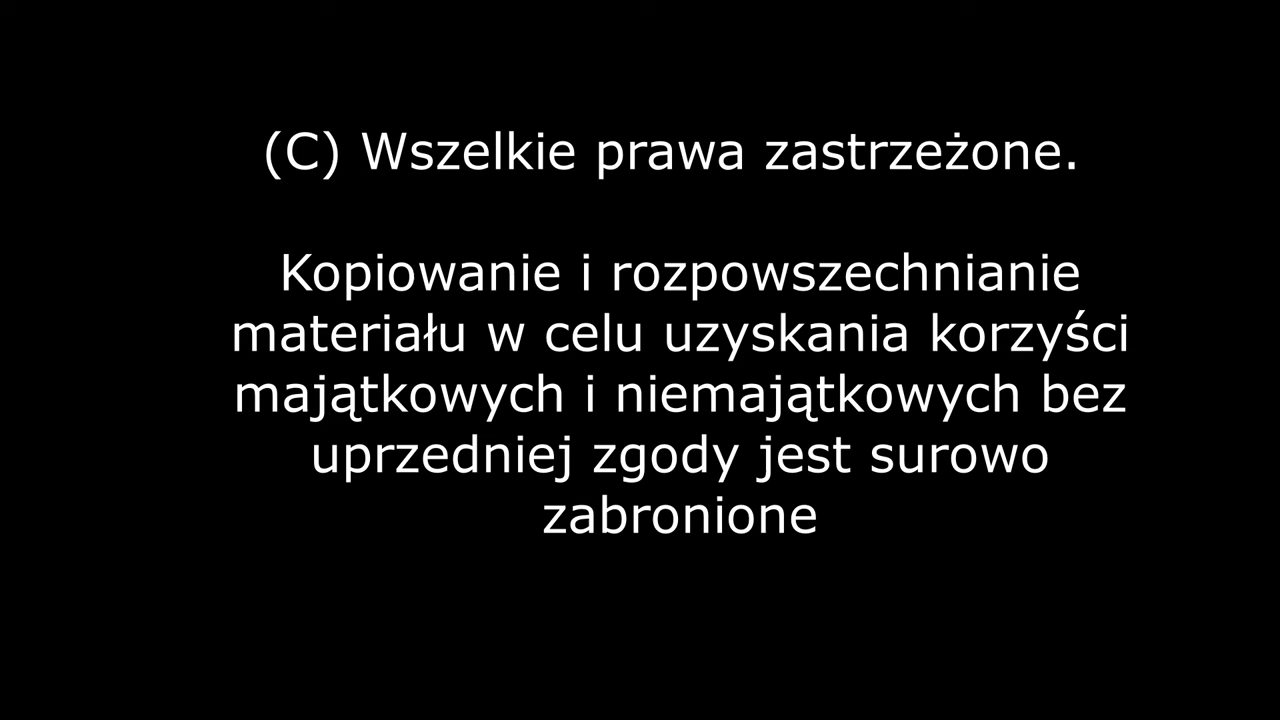 (C) Wszelkie prawa zastrzeżone.
Kopiowanie i rozpowszechnianie
materiału w celu uzyskania korzyści
majątkowych i niemajątkowych bez
uprzedniej zgody jest surowo
zabronione